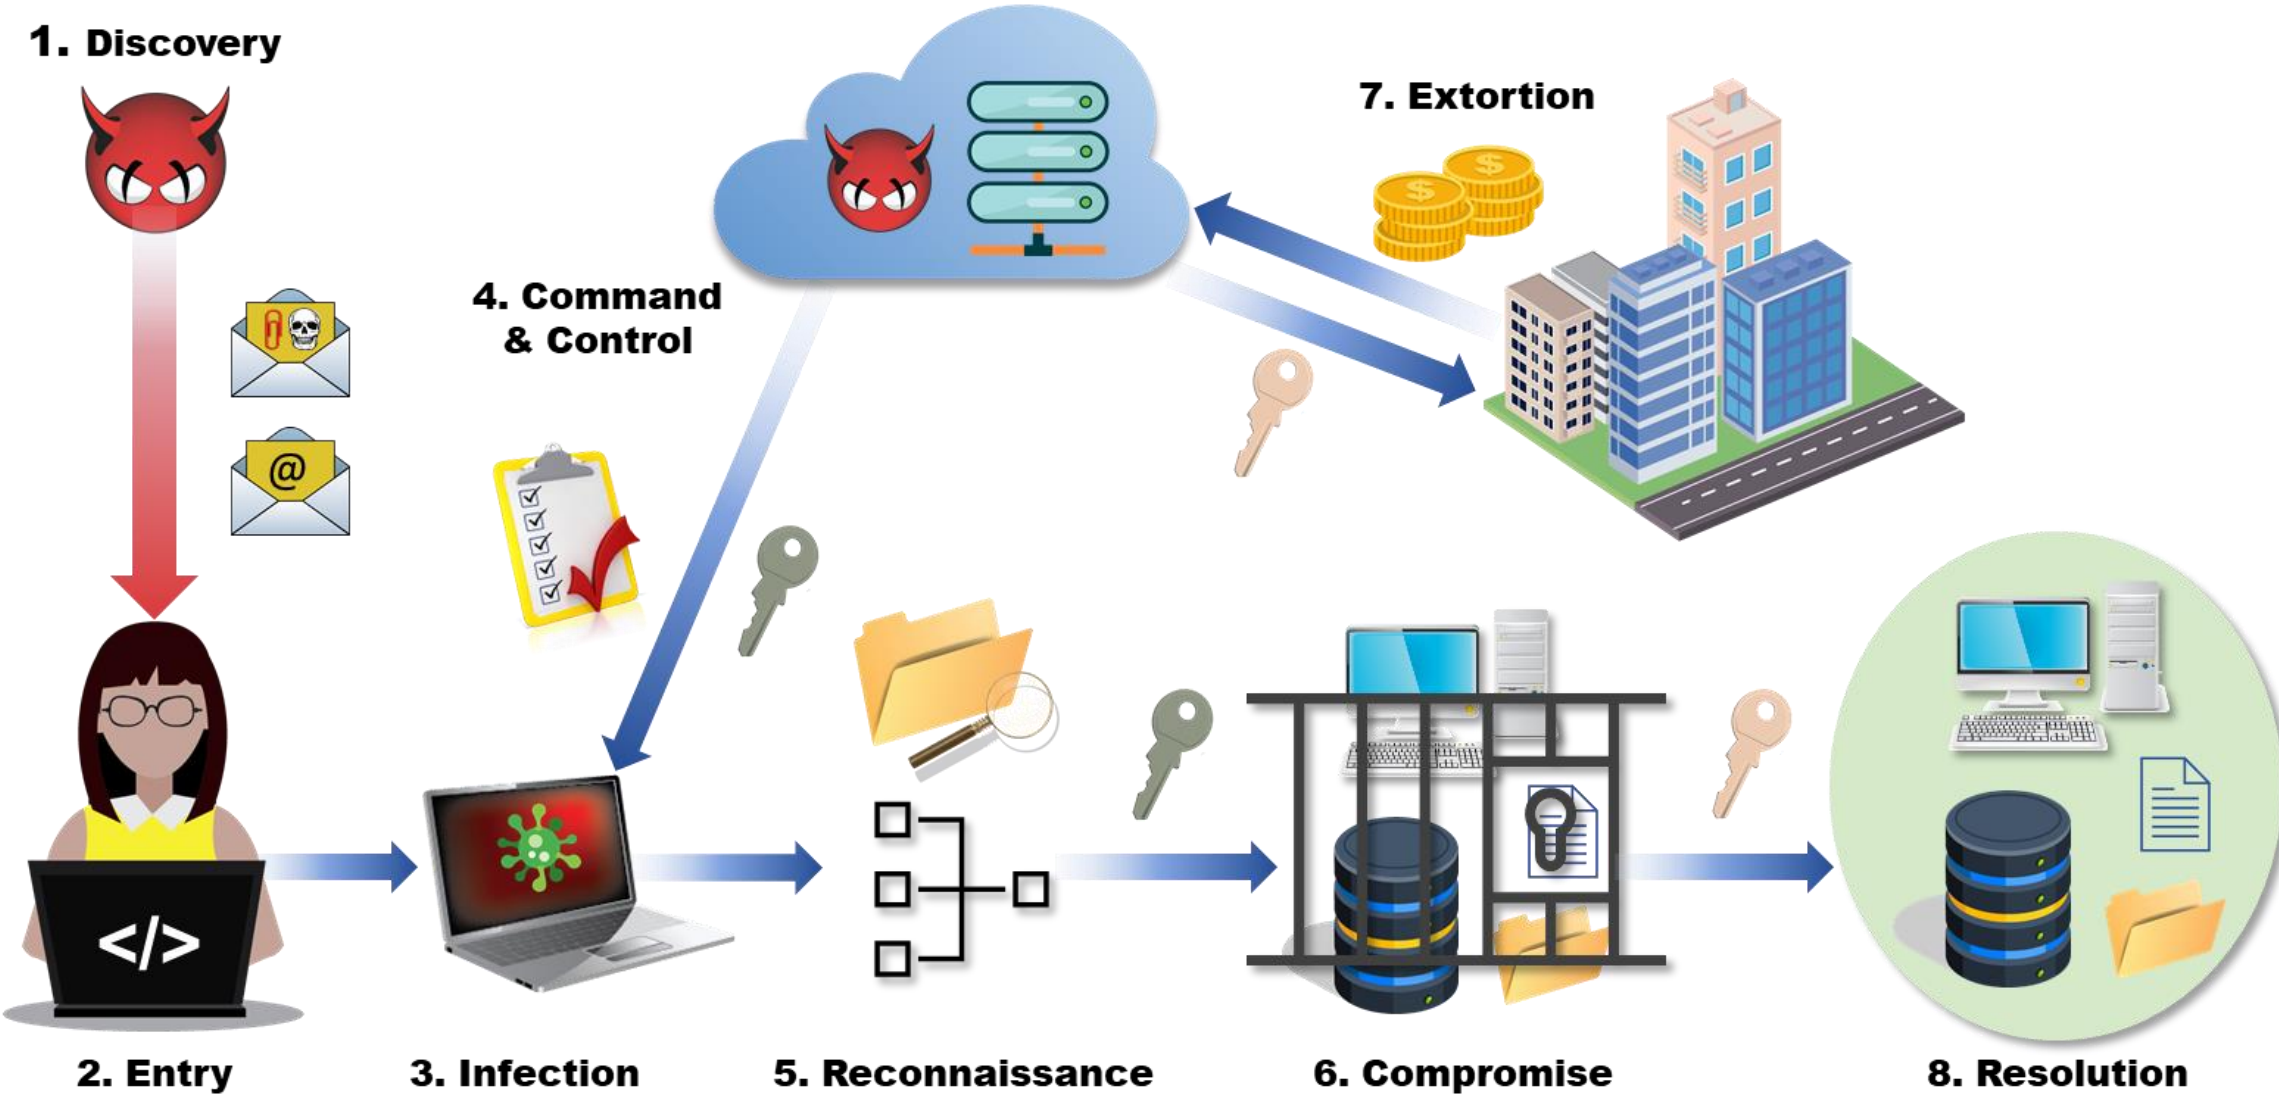 1. Discovery
7. Extortion
$
$
4. Command
& Control
@
</>
2. Entry
3. Infection
5. Reconnaissance
6. Compromise
8. Resolution